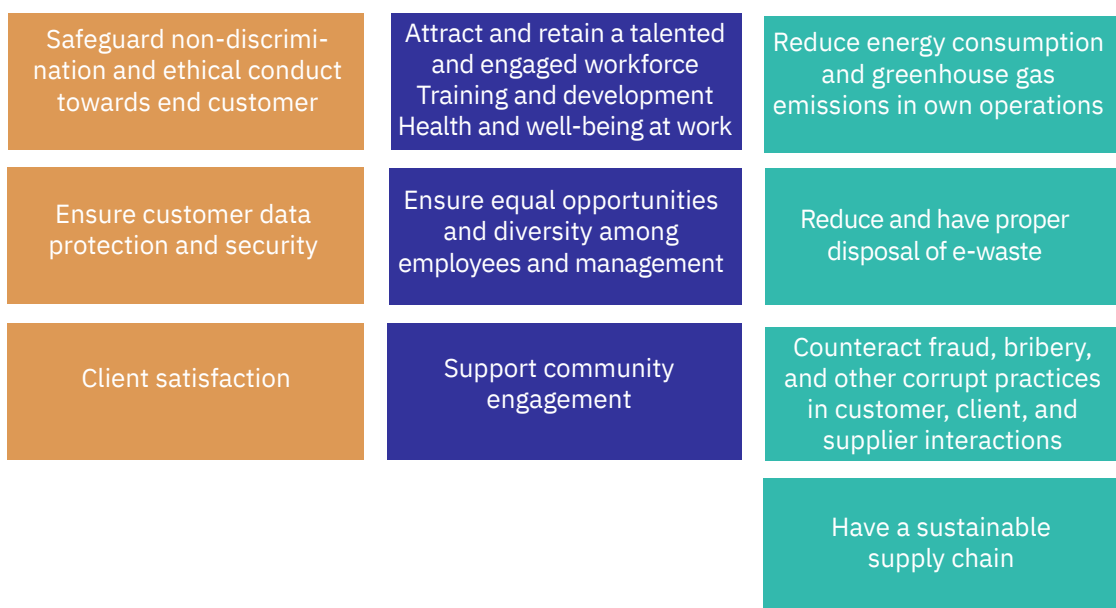 Safeguard non-discrimi-
nation and ethical conduct
towards end customer
Ensure customer data
protection and security
Client satisfaction
Attract and retain a talented
and engaged workforce
Training and development
Health and well-being at work
Ensure equal opportunities
and diversity among
employees and management
Support community
engagement
Reduce energy consumption
and greenhouse gas
emissions in own operations
Reduce and have proper
disposal of e-waste
Counteract fraud, bribery,
and other corrupt practices
in customer, client, and
supplier interactions
Have a sustainable
supply chain